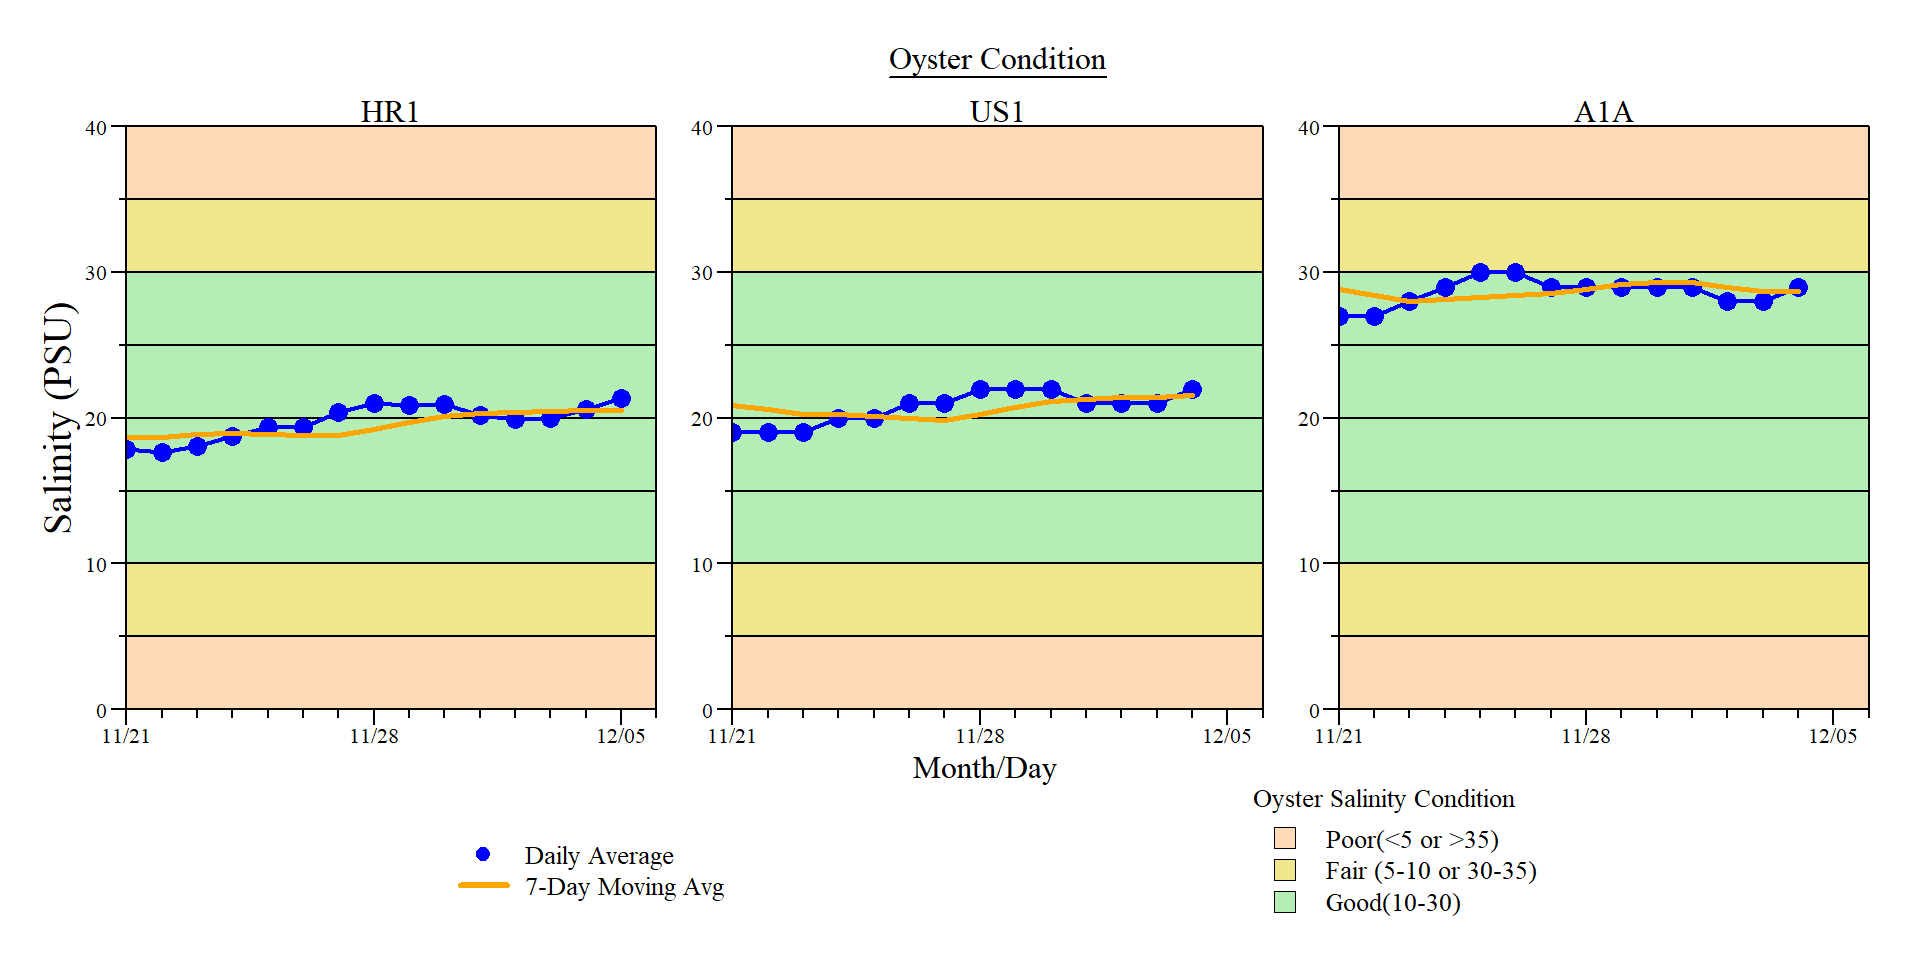 Oyster Condition
HR1
US1
A1A
40
30
20
10
0
40
30
20
10
0
40
30
20
10
0
Salinity (PSU)
11/21
11/28
12/05
11/21
11/28
12/05
11/21
11/28
12/05
Month/Day
Daily Average
7-Day Moving Avg
Oyster Salinity Condition
Poor(<5 or >35)
Fair (5-10 or 30-35)
Good(10-30)